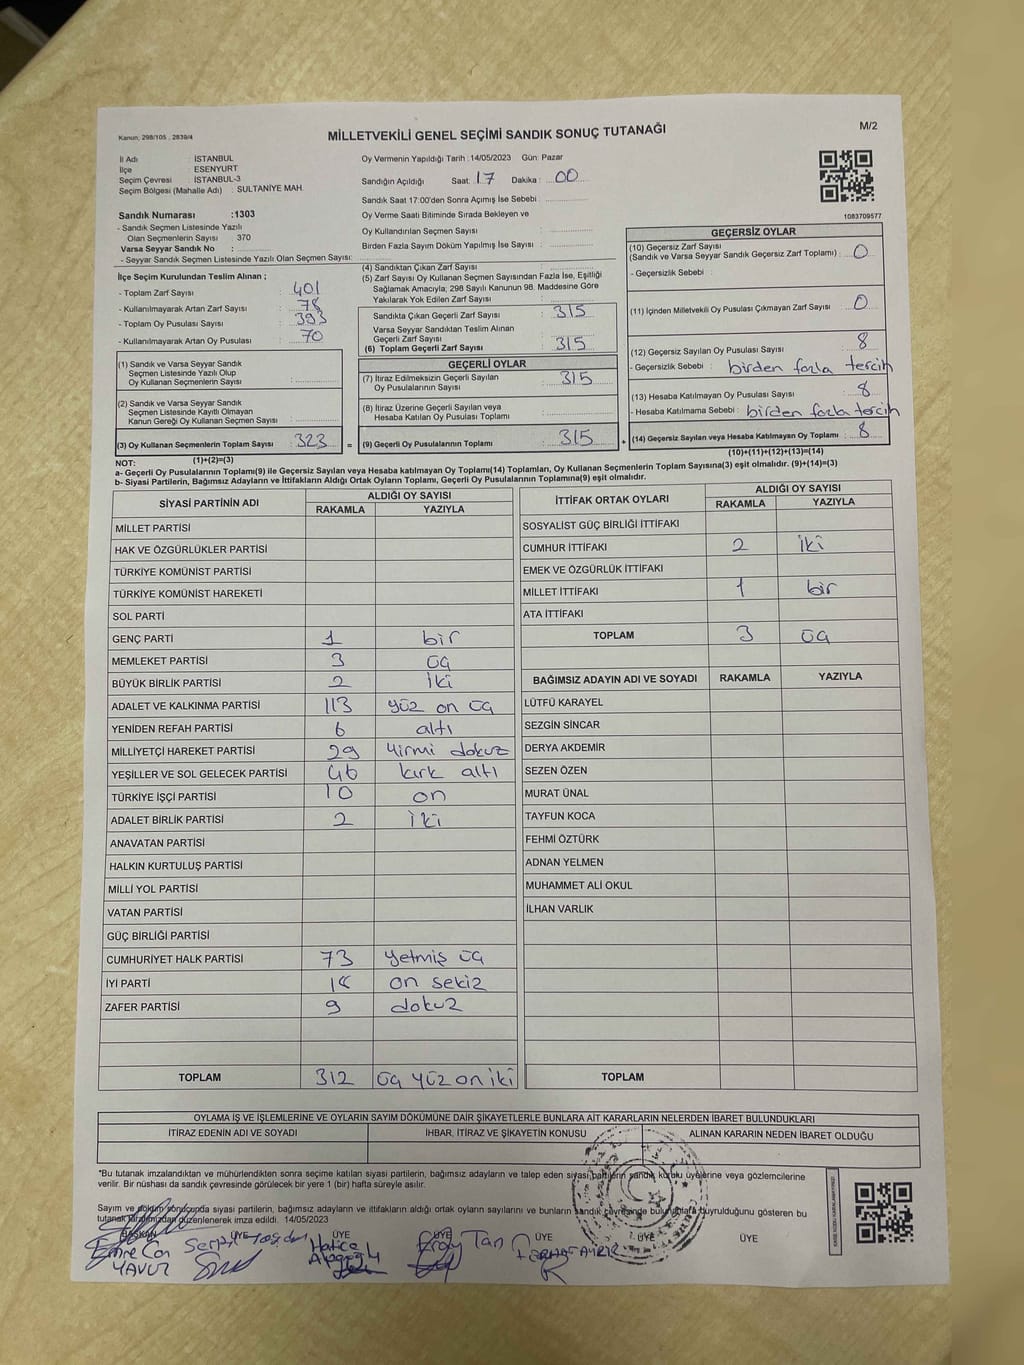 Kanun; 298/105 , 2839/4
MİLLETVEKİLİ GENEL SEÇİMİ SANDIK SONUÇ TUTANAĞI
M/2
İl Adı : İSTANBUL
İlçe : ESENYURT
Seçim Çevresi : İSTANBUL-3
Seçim Bölgesi (Mahalle Adı) : SULTANİYE MAH.
Oy Vermenin Yapıldığı Tarih :14/05/2023 Gün: Pazar
Sandığın Açıldığı Saat: 17 Dakika : 00
Sandık Saat 17:00'den Sonra Açımış İse Sebebi :
Oy Verme Saati Bitiminde Sırada Bekleyen ve
Oy Kullandırılan Seçmen Sayısı :
Birden Fazla Sayım Döküm Yapılmış İse Sayısı :
1083709577
Sandık Numarası :1303
- Sandık Seçmen Listesinde Yazılı
Olan Seçmenlerin Sayısı : 370
Varsa Seyyar Sandık No :
- Seyyar Sandık Seçmen Listesinde Yazılı Olan Seçmen Sayısı:
İlçe Seçim Kurulundan Teslim Alınan ;
- Toplam Zarf Sayısı : 401
- Kullanılmayarak Artan Zarf Sayısı : 78
- Toplam Oy Pusulası Sayısı : 393
- Kullanılmayarak Artan Oy Pusulası : 70
(1) Sandık ve Varsa Seyyar Sandık
Seçmen Listesinde Yazılı Olup
Oy Kullanan Seçmenlerin Sayısı :
(2) Sandık ve Varsa Seyyar Sandık
Seçmen Listesinde Kayıtlı Olmayan
Kanun Gereği Oy Kullanan Seçmen Sayısı :
(3) Oy Kullanan Seçmenlerin Toplam Sayısı : 323 =
(1)+(2)=(3)
(4) Sandıktan Çıkan Zarf Sayısı :
(5) Zarf Sayısı Oy Kullanan Seçmen Sayısından Fazla İse, Eşitliği
Sağlamak Amacıyla; 298 Sayılı Kanunun 98. Maddesine Göre
Yakılarak Yok Edilen Zarf Sayısı :
Sandıkta Çıkan Geçerli Zarf Sayısı : 315
Varsa Seyyar Sandıktan Teslim Alınan
Geçerli Zarf Sayısı :
(6) Toplam Geçerli Zarf Sayısı : 315
GEÇERLİ OYLAR
(7) İtiraz Edilmeksizin Geçerli Sayılan
Oy Pusulalarının Sayısı : 315
(8) İtiraz Üzerine Geçerli Sayılan veya
Hesaba Katılan Oy Pusulası Toplamı :
(9) Geçerli Oy Pusulalarının Toplamı : 315 +
GEÇERSİZ OYLAR
(10) Geçersiz Zarf Sayısı
(Sandık ve Varsa Seyyar Sandık Geçersiz Zarf Toplamı) : 0
- Geçersizlik Sebebi :
(11) İçinden Milletvekili Oy Pusulası Çıkmayan Zarf Sayısı : 0
(12) Geçersiz Sayılan Oy Pusulası Sayısı : 8
- Geçersizlik Sebebi : birden fazla tercih
(13) Hesaba Katılmayan Oy Pusulası Sayısı : 8
- Hesaba Katılmama Sebebi : birden fazla tercih
(14) Geçersiz Sayılan veya Hesaba Katılmayan Oy Toplamı : 8
(10)+(11)+(12)+(13)=(14)
NOT:
a- Geçerli Oy Pusulalarının Toplamı(9) ile Geçersiz Sayılan veya Hesaba katılmayan Oy Toplamı(14) Toplamları, Oy Kullanan Seçmenlerin Toplam Sayısına(3) eşit olmalıdır. (9)+(14)=(3)
b- Siyasi Partilerin, Bağımsız Adayların ve İttifakların Aldığı Ortak Oyların Toplamı, Geçerli Oy Pusulalarının Toplamına(9) eşit olmalıdır.
SİYASİ PARTİNİN ADI ALDIĞI OY SAYISI
RAKAMLA YAZIYLA
MİLLET PARTİSİ
HAK VE ÖZGÜRLÜKLER PARTİSİ
TÜRKİYE KOMÜNİST PARTİSİ
TÜRKİYE KOMÜNİST HAREKETİ
SOL PARTİ
GENÇ PARTİ 1 bir
MEMLEKET PARTİSİ 3 üç
BÜYÜK BİRLİK PARTİSİ 2 iki
ADALET VE KALKINMA PARTİSİ 113 yüz on üç
YENİDEN REFAH PARTİSİ 6 altı
MİLLİYETÇİ HAREKET PARTİSİ 29 yirmi dokuz
YEŞİLLER VE SOL GELECEK PARTİSİ 46 kırk altı
TÜRKİYE İŞÇİ PARTİSİ 10 on
ADALET BİRLİK PARTİSİ 2 iki
ANAVATAN PARTİSİ
HALKIN KURTULUŞ PARTİSİ
MİLLİ YOL PARTİSİ
VATAN PARTİSİ
GÜÇ BİRLİĞİ PARTİSİ
CUMHURİYET HALK PARTİSİ 73 yetmiş üç
İYİ PARTİ 18 on sekiz
ZAFER PARTİSİ 9 dokuz
TOPLAM 312 üç yüz on iki
İTTİFAK ORTAK OYLARI ALDIĞI OY SAYISI
RAKAMLA YAZIYLA
SOSYALİST GÜÇ BİRLİĞİ İTTİFAKI
CUMHUR İTTİFAKI 2 iki
EMEK VE ÖZGÜRLÜK İTTİFAKI
MİLLET İTTİFAKI 1 bir
ATA İTTİFAKI
TOPLAM 3 üç
BAĞIMSIZ ADAYIN ADI VE SOYADI RAKAMLA YAZIYLA
LÜTFÜ KARAYEL
SEZGİN SİNCAR
DERYA AKDEMİR
SEZEN ÖZEN
MURAT ÜNAL
TAYFUN KOCA
FEHMİ ÖZTÜRK
ADNAN YELMEN
MUHAMMET ALİ OKUL
İLHAN VARLIK
TOPLAM
OYLAMA İŞ VE İŞLEMLERİNE VE OYLARIN SAYIM DÖKÜMÜNE DAİR ŞİKAYETLERLE BUNLARA AİT KARARLARIN NELERDEN İBARET BULUNDUKLARI
İTİRAZ EDENİN ADI VE SOYADI İHBAR, İTİRAZ VE ŞİKAYETİN KONUSU ALINAN KARARIN NEDEN İBARET OLDUĞU
*Bu tutanak imzalandıktan ve mühürlendikten sonra seçime katılan siyasi partilerin, bağımsız adayların ve talep eden siyasi partilerin sandık kurulu üyelerine veya gözlemcilerine
verilir. Bir nüshası da sandık çevresinde görülecek bir yere 1 (bir) hafta süreyle asılır.
Sayım ve döküm sonucunda siyasi partilerin, bağımsız adayların ve ittifakların aldığı ortak oyların sayılarını ve bunların sandık çevresinde duyurulduğunu gösteren bu
tutanak tarafımızdan düzenlenerek imza edildi. 14/05/2023
BAŞKAN ÜYE ÜYE ÜYE ÜYE ÜYE ÜYE
Emre Can Hatice Eray Tan
YAVUZ